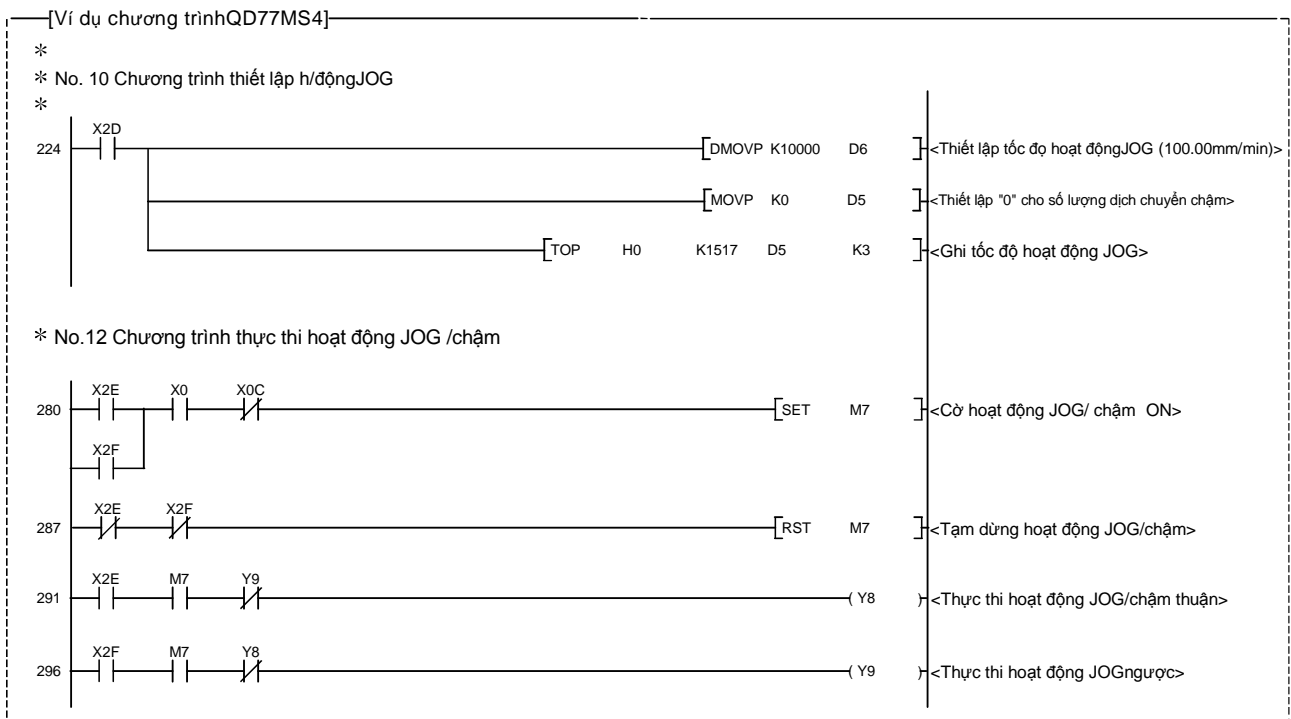 [Ví dụ chương trìnhQD77MS4]
*
* No. 10 Chương trình thiết lập h/độngJOG
*
X2D
224 [DMOVP K10000 D6 ] <Thiết lập tốc đọ hoạt độngJOG (100.00mm/min)>
[MOVP K0 D5 ] <Thiết lập "0" cho số lượng dịch chuyển chậm>
[TOP H0 K1517 D5 K3 ] <Ghi tốc độ hoạt động JOG>
* No.12 Chương trình thực thi hoạt động JOG /chậm
X2E X0 X0C
280 [SET M7 ] <Cờ hoạt động JOG/ chậm ON>
X2F
X2E X2F
287 [RST M7 ] <Tạm dừng hoạt động JOG/chậm>
X2E M7 Y9
291 ( Y8 ) <Thực thi hoạt động JOG/chậm thuận>
X2F M7 Y8
296 ( Y9 ) <Thực thi hoạt động JOGngược>